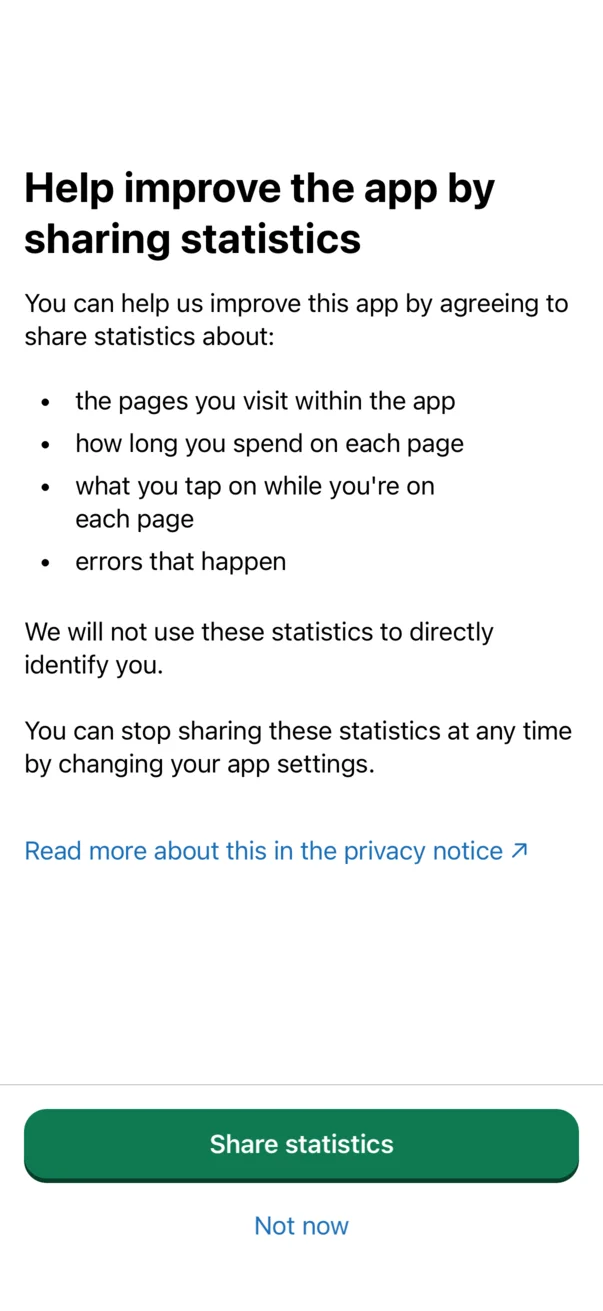 Help improve the app by
sharing statistics
You can help us improve this app by agreeing to
share statistics about:
• the pages you visit within the app
• how long you spend on each page
• what you tap on while you're on
each page
• errors that happen
We will not use these statistics to directly
identify you.
You can stop sharing these statistics at any time
by changing your app settings.
Read more about this in the privacy notice ↗
Share statistics
Not now